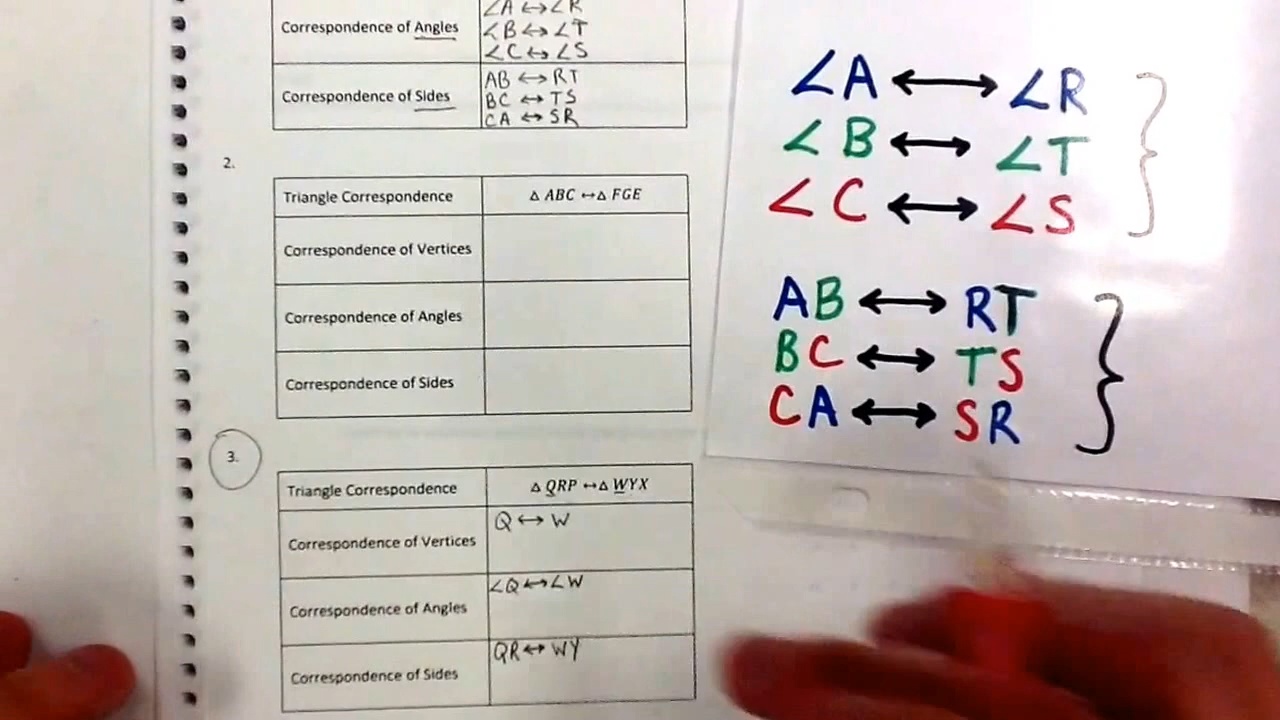 ∠A ↔ ∠R
Correspondence of Angles
∠B ↔ ∠T
∠C ↔ ∠S
Correspondence of Sides
AB ↔ RT
BC ↔ TS
CA ↔ SR
2.
Triangle Correspondence
△ ABC ↔△ FGE
Correspondence of Vertices
Correspondence of Angles
Correspondence of Sides
3.
Triangle Correspondence
△ QRP ↔△ WYX
Correspondence of Vertices
Q ↔ W
Correspondence of Angles
∠Q ↔ ∠W
Correspondence of Sides
QR ↔ WY
∠A ↔ ∠R
∠B ↔ ∠T
∠C ↔ ∠S
AB ↔ RT
BC ↔ TS
CA ↔ SR